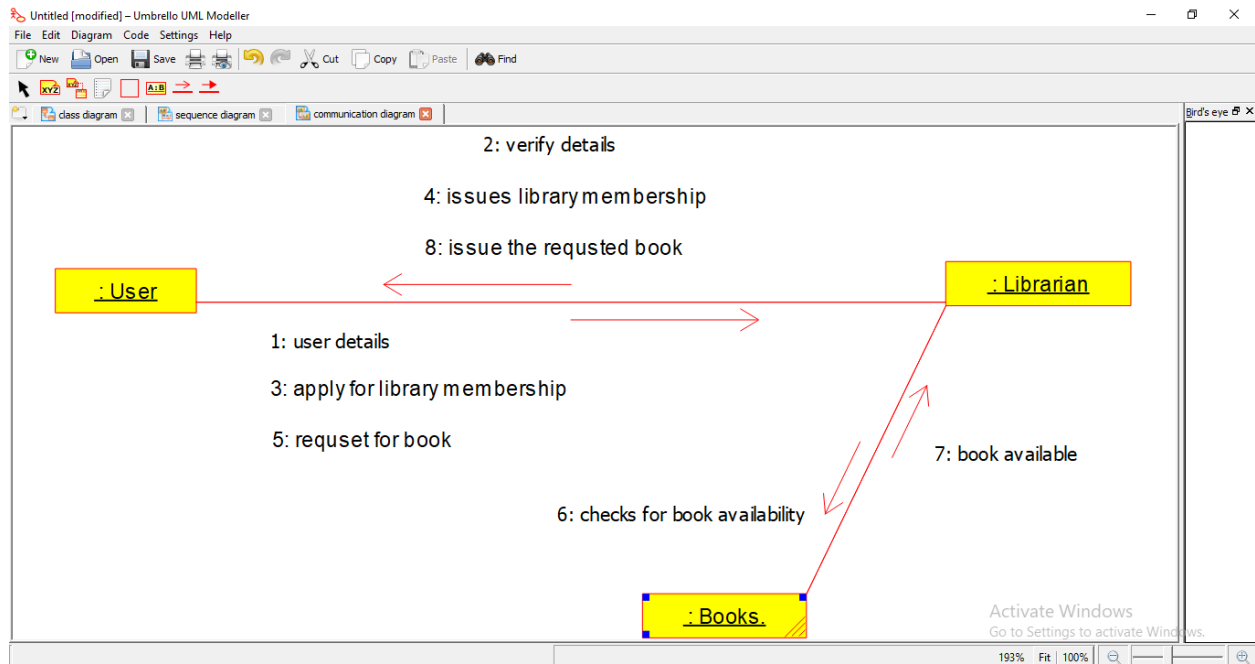 Untitled [modified] – Umbrello UML Modeller
File Edit Diagram Code Settings Help
New Open Save Cut Copy Paste Find
XYZ XYZ A:B
class diagram sequence diagram communication diagram
Bird's eye
2: verify details
4: issues library membership
8: issue the requsted book
: User
: Librarian
1: user details
3: apply for library membership
5: requset for book
7: book available
6: checks for book availability
: Books.
Activate Windows
Go to Settings to activate Windows.
193% Fit 100%